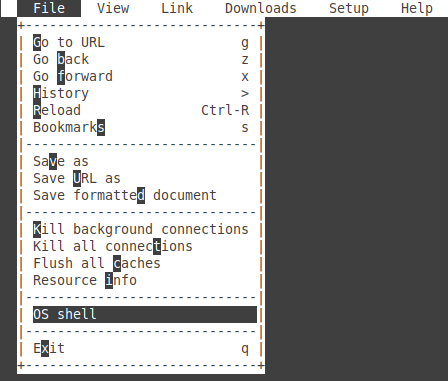 File View Link Downloads Setup Help
Go to URL g
Go back z
Go forward x
History >
Reload Ctrl-R
Bookmarks s
Save as
Save URL as
Save formatted document
Kill background connections
Kill all connections
Flush all caches
Resource info
OS shell
Exit q